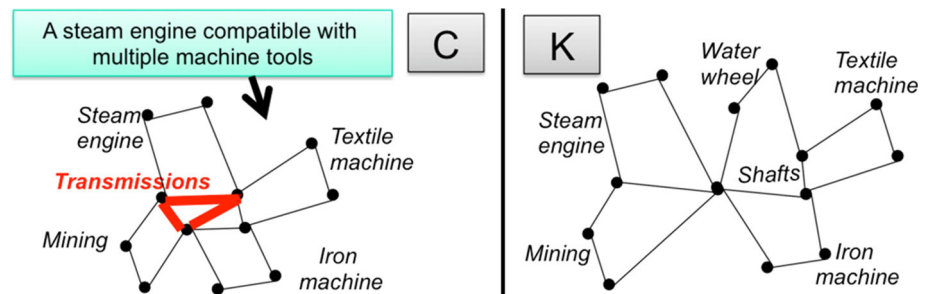 A steam engine compatible with
multiple machine tools
C
Steam
engine
Textile
machine
Transmissions
Mining
Iron
machine
K
Water
wheel
Textile
machine
Steam
engine
Shafts
Mining
Iron
machine